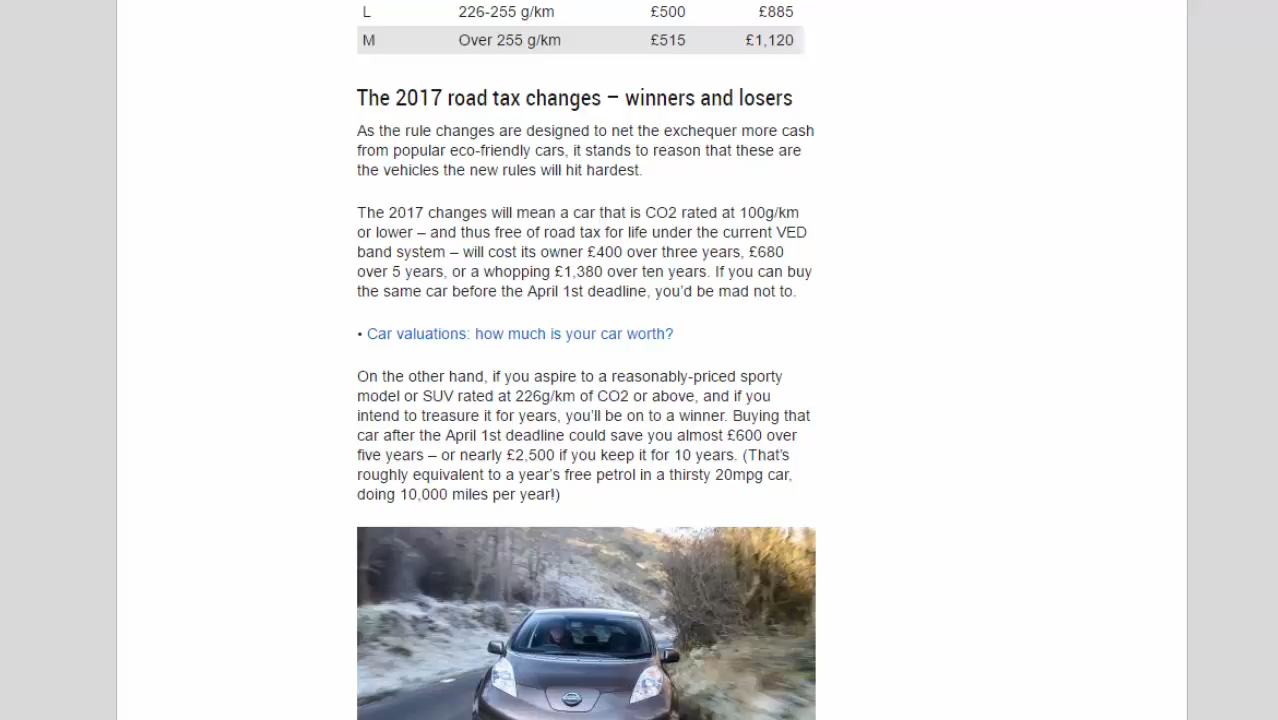 L 226-255 g/km £500 £885
M Over 255 g/km £515 £1,120
The 2017 road tax changes – winners and losers
As the rule changes are designed to net the exchequer more cash
from popular eco-friendly cars, it stands to reason that these are
the vehicles the new rules will hit hardest.
The 2017 changes will mean a car that is CO2 rated at 100g/km
or lower – and thus free of road tax for life under the current VED
band system – will cost its owner £400 over three years, £680
over 5 years, or a whopping £1,380 over ten years. If you can buy
the same car before the April 1st deadline, you’d be mad not to.
• Car valuations: how much is your car worth?
On the other hand, if you aspire to a reasonably-priced sporty
model or SUV rated at 226g/km of CO2 or above, and if you
intend to treasure it for years, you’ll be on to a winner. Buying that
car after the April 1st deadline could save you almost £600 over
five years – or nearly £2,500 if you keep it for 10 years. (That’s
roughly equivalent to a year’s free petrol in a thirsty 20mpg car,
doing 10,000 miles per year!)